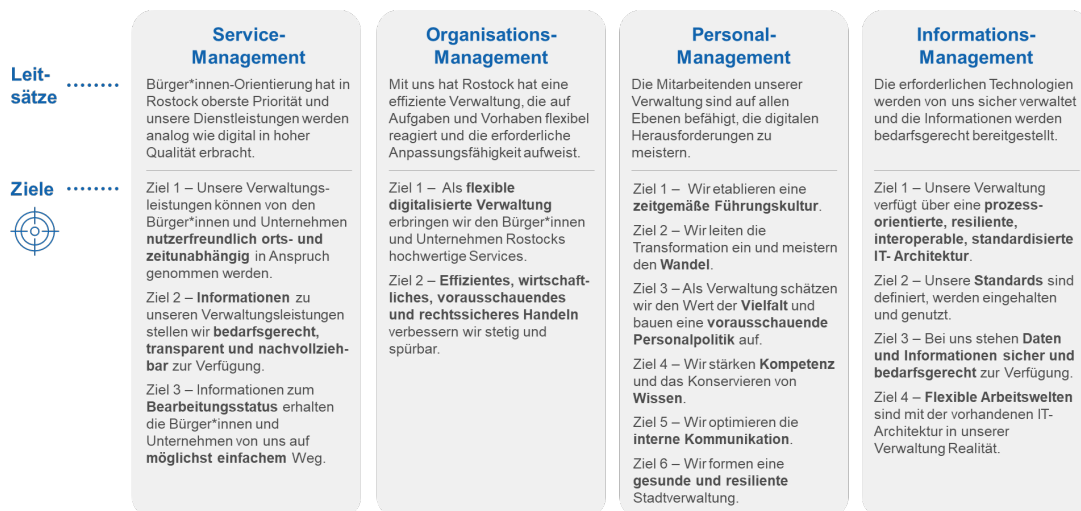 Leit-
sätze
Ziele
Service-
Management
Bürger*innen-Orientierung hat in
Rostock oberste Priorität und
unsere Dienstleistungen werden
analog wie digital in hoher
Qualität erbracht.
Ziel 1 – Unsere Verwaltungs-
leistungen können von den
Bürger*innen und Unternehmen
nutzerfreundlich orts- und
zeitunabhängig in Anspruch
genommen werden.
Ziel 2 – Informationen zu
unseren Verwaltungsleistungen
stellen wir bedarfsgerecht,
transparent und nachvollzieh-
bar zur Verfügung.
Ziel 3 – Informationen zum
Bearbeitungsstatus erhalten
die Bürger*innen und
Unternehmen von uns auf
möglichst einfachem Weg.
Organisations-
Management
Mit uns hat Rostock hat eine
effiziente Verwaltung, die auf
Aufgaben und Vorhaben flexibel
reagiert und die erforderliche
Anpassungsfähigkeit aufweist.
Ziel 1 – Als flexible
digitalisierte Verwaltung
erbringen wir den Bürger*innen
und Unternehmen Rostocks
hochwertige Services.
Ziel 2 – Effizientes, wirtschaft-
liches, vorausschauendes
und rechtssicheres Handeln
verbessern wir stetig und
spürbar.
Personal-
Management
Die Mitarbeitenden unserer
Verwaltung sind auf allen
Ebenen befähigt, die digitalen
Herausforderungen zu
meistern.
Ziel 1 – Wir etablieren eine
zeitgemäße Führungskultur.
Ziel 2 – Wir leiten die
Transformation ein und meistern
den Wandel.
Ziel 3 – Als Verwaltung schätzen
wir den Wert der Vielfalt und
bauen eine vorausschauende
Personalpolitik auf.
Ziel 4 – Wir stärken Kompetenz
und das Konservieren von
Wissen.
Ziel 5 – Wir optimieren die
interne Kommunikation.
Ziel 6 – Wir formen eine
gesunde und resiliente
Stadtverwaltung.
Informations-
Management
Die erforderlichen Technologien
werden von uns sicher verwaltet
und die Informationen werden
bedarfsgerecht bereitgestellt.
Ziel 1 – Unsere Verwaltung
verfügt über eine prozess-
orientierte, resiliente,
interoperable, standardisierte
IT- Architektur.
Ziel 2 – Unsere Standards sind
definiert, werden eingehalten
und genutzt.
Ziel 3 – Bei uns stehen Daten
und Informationen sicher und
bedarfsgerecht zur Verfügung.
Ziel 4 – Flexible Arbeitswelten
sind mit der vorhandenen IT-
Architektur in unserer
Verwaltung Realität.